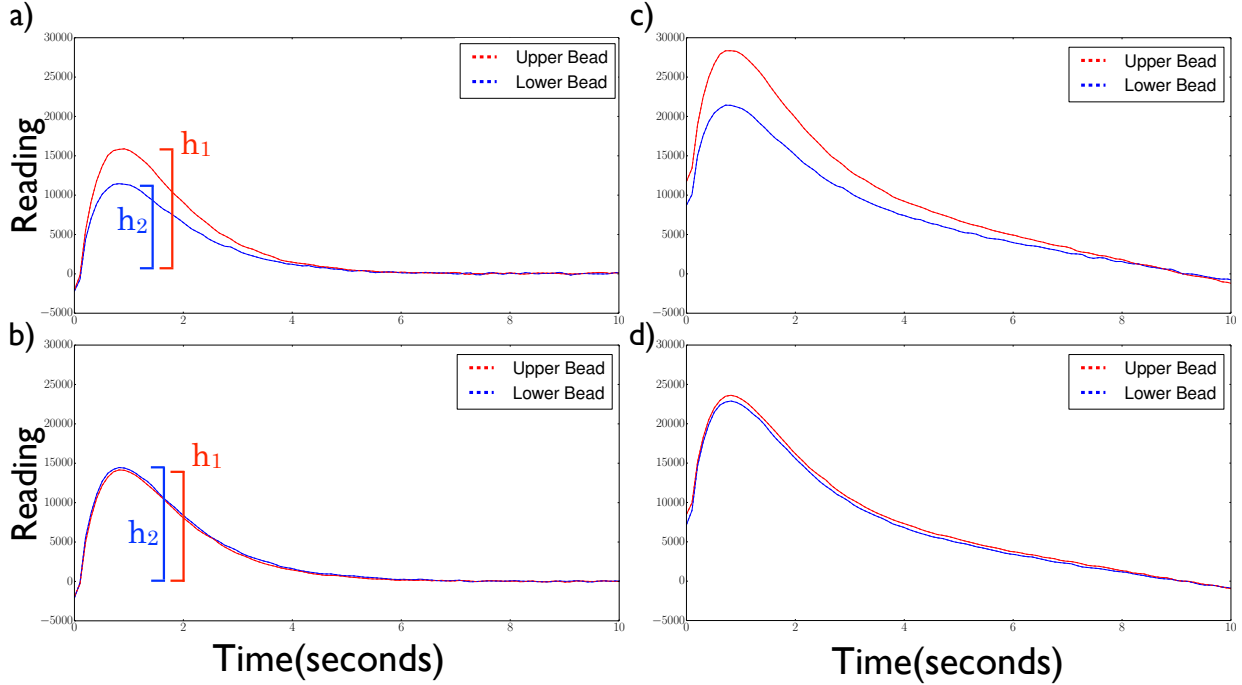 a)
30000
25000
20000
15000
10000
5000
0
−5000
0 2 4 6 8 10
Reading
Upper Bead
Lower Bead
h1
h2
c)
30000
25000
20000
15000
10000
5000
0
−5000
0 2 4 6 8 10
Upper Bead
Lower Bead
b)
30000
25000
20000
15000
10000
5000
0
−5000
0 2 4 6 8 10
Reading
Upper Bead
Lower Bead
h1
h2
Time(seconds)
d)
30000
25000
20000
15000
10000
5000
0
−5000
0 2 4 6 8 10
Upper Bead
Lower Bead
Time(seconds)